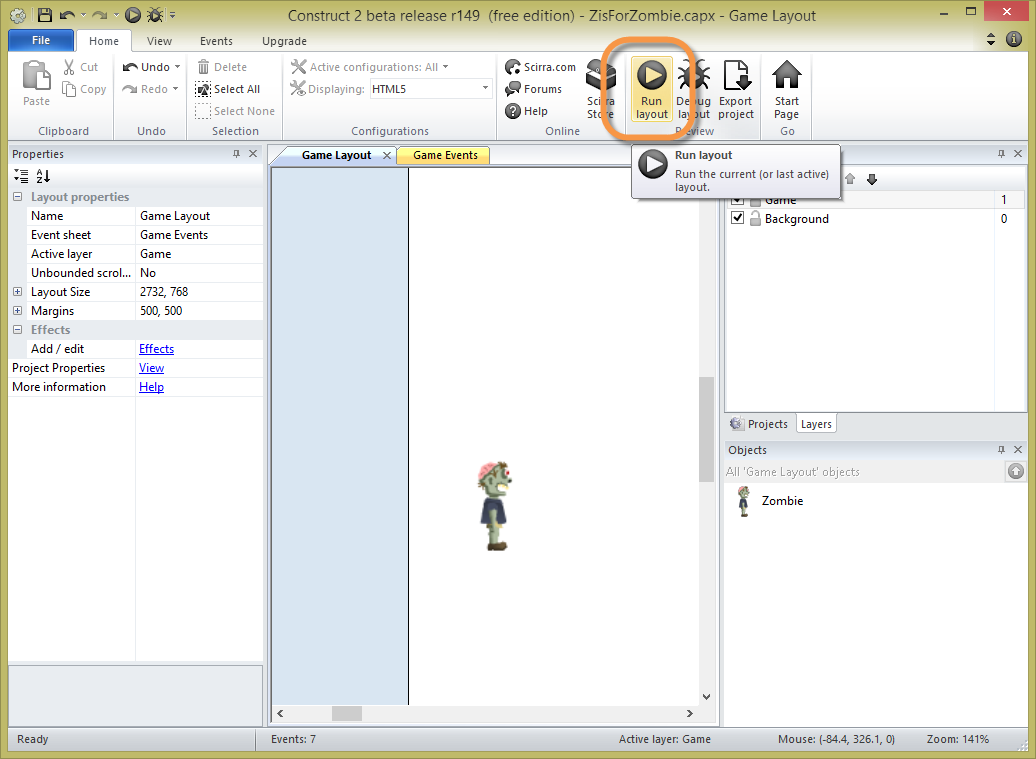 Construct 2 beta release r149 (free edition) - ZisForZombie.capx - Game Layout
File
Home
View
Events
Upgrade
Paste
Cut
Copy
Clipboard
Undo
Redo
Undo
Delete
Select All
Select None
Selection
Active configurations: All
Displaying:
HTML5
Configurations
Scirra.com
Forums
Help
Scirra
Store
Online
Run
layout
Debug
layout
Export
project
Preview
Start
Page
Go
Properties
Game Layout
Game Events
Run layout
Run the current (or last active)
layout.
Layout properties
Name Game Layout
Event sheet Game Events
Active layer Game
Unbounded scrol... No
Layout Size 2732, 768
Margins 500, 500
Effects
Add / edit Effects
Project Properties View
More information Help
Game 1
Background 0
Projects
Layers
Objects
All 'Game Layout' objects
Zombie
Ready
Events: 7
Active layer: Game
Mouse: (-84.4, 326.1, 0)
Zoom: 141%